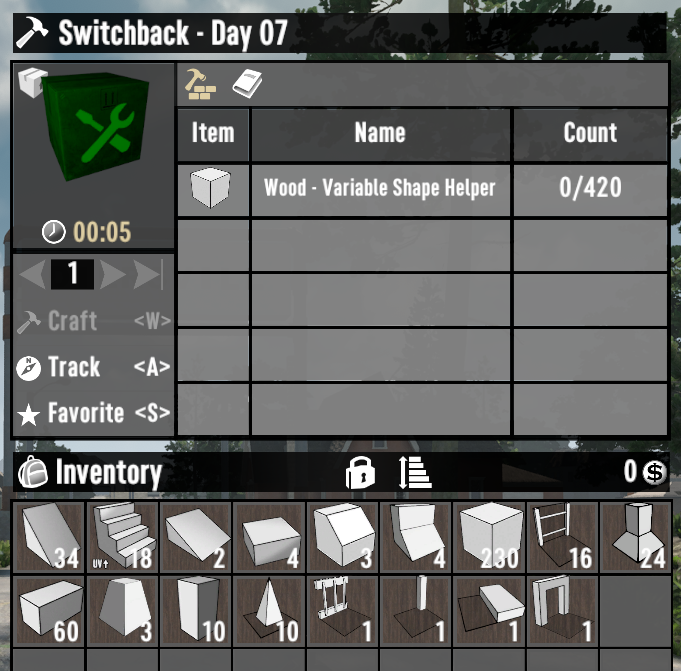 Switchback - Day 07
Item Name Count
Wood - Variable Shape Helper 0/420
00:05
1
Craft <W>
Track <A>
Favorite <S>
Inventory 0 $
34 UV↑ 18 2 4 3 4 230 16 24
60 3 10 10 1 1 1 1